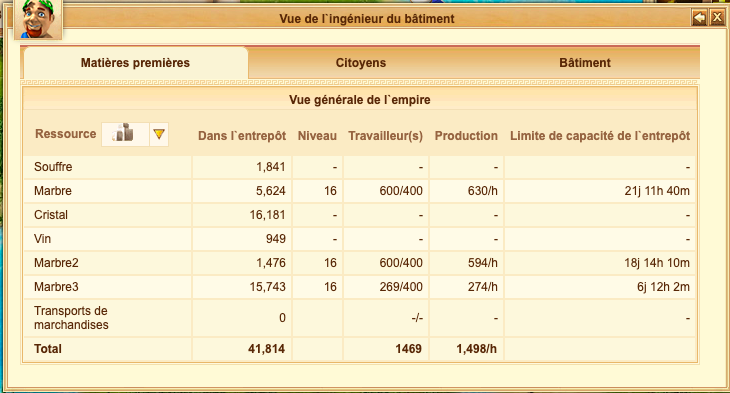 Vue de l`ingénieur du bâtiment
Matières premières Citoyens Bâtiment
Vue générale de l`empire
Ressource Dans l`entrepôt Niveau Travailleur(s) Production Limite de capacité de l`entrepôt
Souffre 1,841 - - - -
Marbre 5,624 16 600/400 630/h 21j 11h 40m
Cristal 16,181 - - - -
Vin 949 - - - -
Marbre2 1,476 16 600/400 594/h 18j 14h 10m
Marbre3 15,743 16 269/400 274/h 6j 12h 2m
Transports de
marchandises 0 -/- - -
Total 41,814 1469 1,498/h